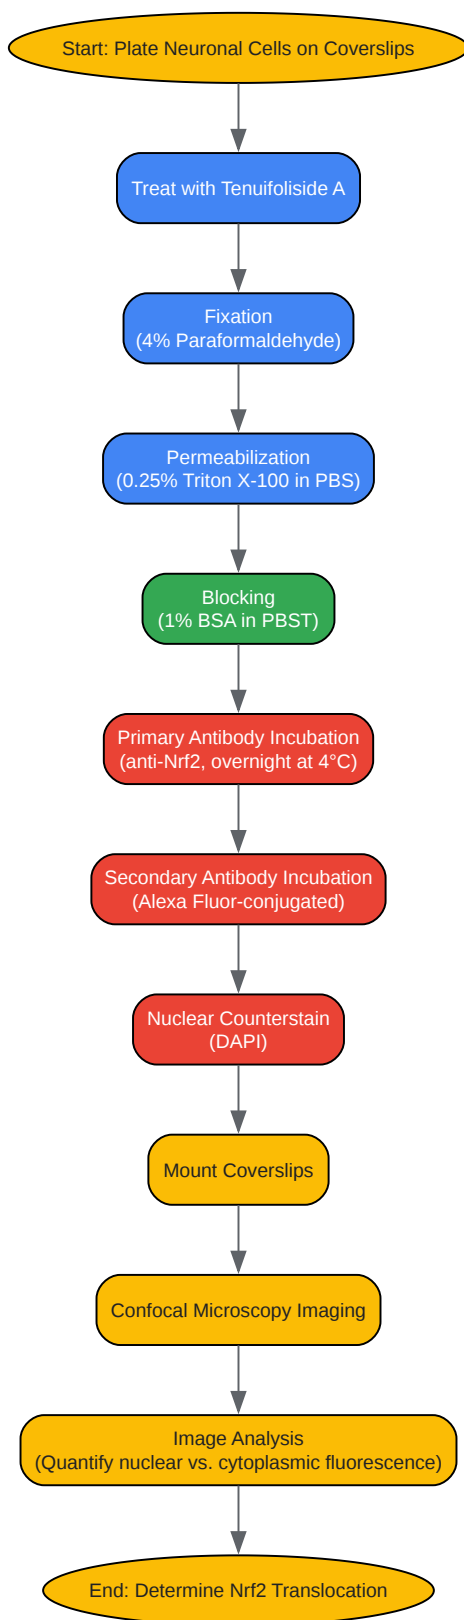 Start: Plate Neuronal Cells on Coverslips
Treat with Tenuifoliside A
Fixation
(4% Paraformaldehyde)
Permeabilization
(0.25% Triton X-100 in PBS)
Blocking
(1% BSA in PBST)
Primary Antibody Incubation
(anti-Nrf2, overnight at 4°C)
Secondary Antibody Incubation
(Alexa Fluor-conjugated)
Nuclear Counterstain
(DAPI)
Mount Coverslips
Confocal Microscopy Imaging
Image Analysis
(Quantify nuclear vs. cytoplasmic fluorescence)
End: Determine Nrf2 Translocation